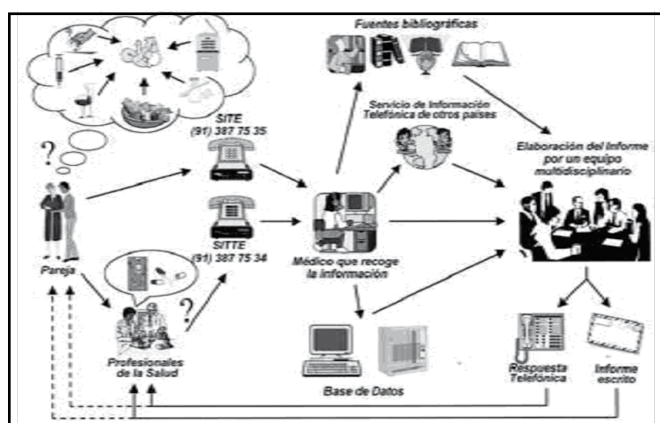 Fuentes bibliográficas
SITE
(91) 387 75 35
Servicio de Información
Telefónica de otros países
Elaboración del Informe
por un equipo
multidisciplinario
?
Pareja
SITTE
(91) 387 75 34
Médico que recoge
la información
?
Profesionales
de la Salud
Base de Datos
Respuesta
Telefónica
Informe
escrito